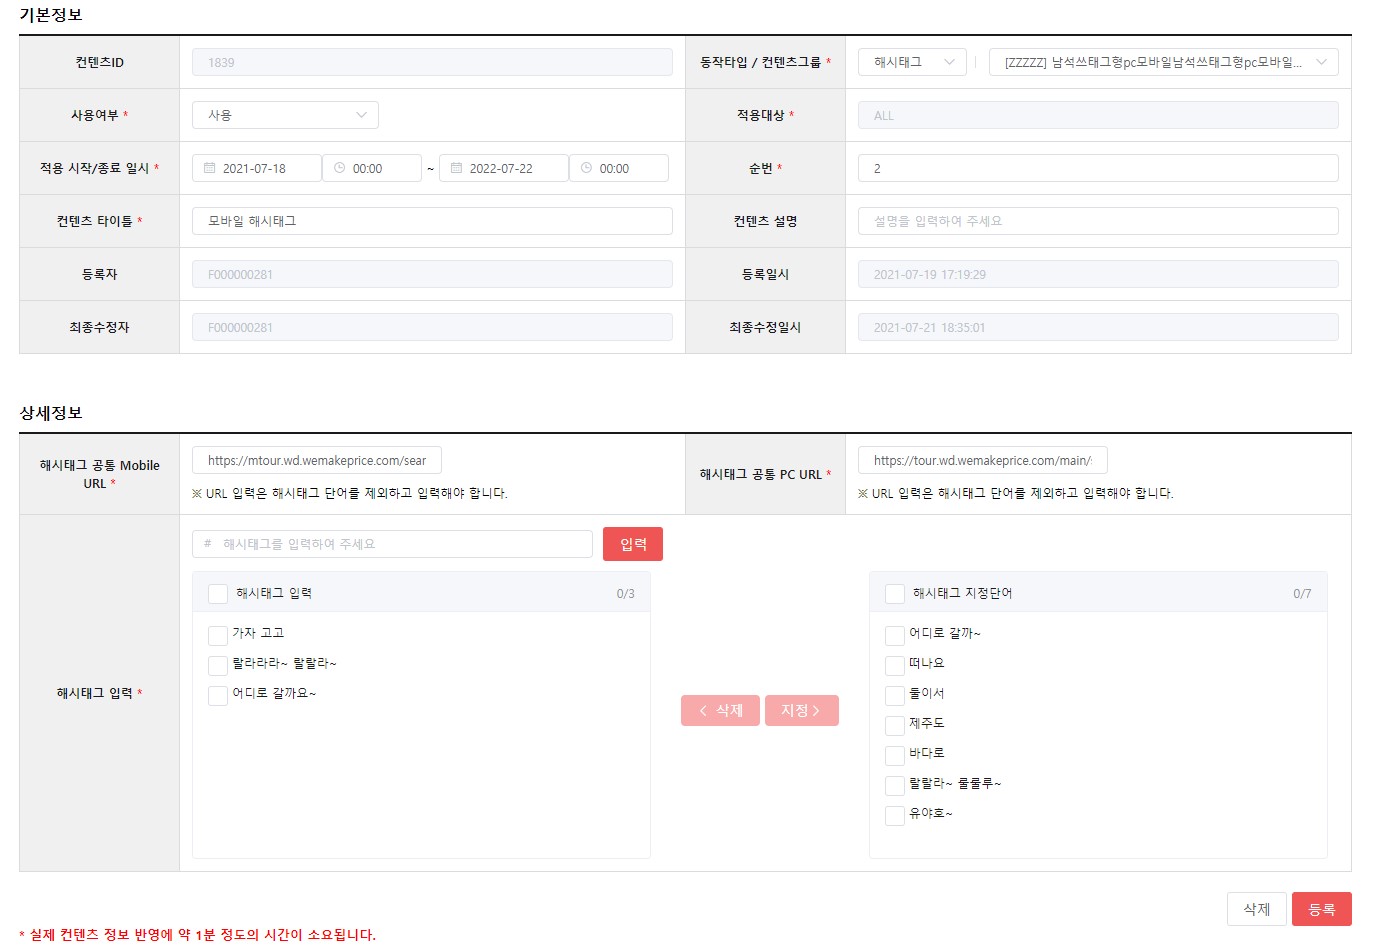 기본정보
컨텐츠ID 1839 동작타입 / 컨텐츠그룹 * 해시태그 [ZZZZZ] 남석쓰태그형pc모바일남석쓰태그형pc모바일...
사용여부 * 사용 적용대상 * ALL
적용 시작/종료 일시 * 2021-07-18 00:00 ~ 2022-07-22 00:00 순번 * 2
컨텐츠 타이틀 * 모바일 해시태그 컨텐츠 설명 설명을 입력하여 주세요
등록자 F000000281 등록일시 2021-07-19 17:19:29
최종수정자 F000000281 최종수정일시 2021-07-21 18:35:01
상세정보
해시태그 공통 Mobile
URL *
https://mtour.wd.wemakeprice.com/sear
※ URL 입력은 해시태그 단어를 제외하고 입력해야 합니다.
해시태그 공통 PC URL *
https://tour.wd.wemakeprice.com/main/
※ URL 입력은 해시태그 단어를 제외하고 입력해야 합니다.
해시태그 입력 *
# 해시태그를 입력하여 주세요 입력
해시태그 입력 0/3
가자 고고
랄라라라~ 랄랄라~
어디로 갈까요~
< 삭제 지정 >
해시태그 지정단어 0/7
어디로 갈까~
떠나요
둘이서
제주도
바다로
랄랄라~ 룰룰루~
유야호~
삭제 등록
* 실제 컨텐츠 정보 반영에 약 1분 정도의 시간이 소요됩니다.